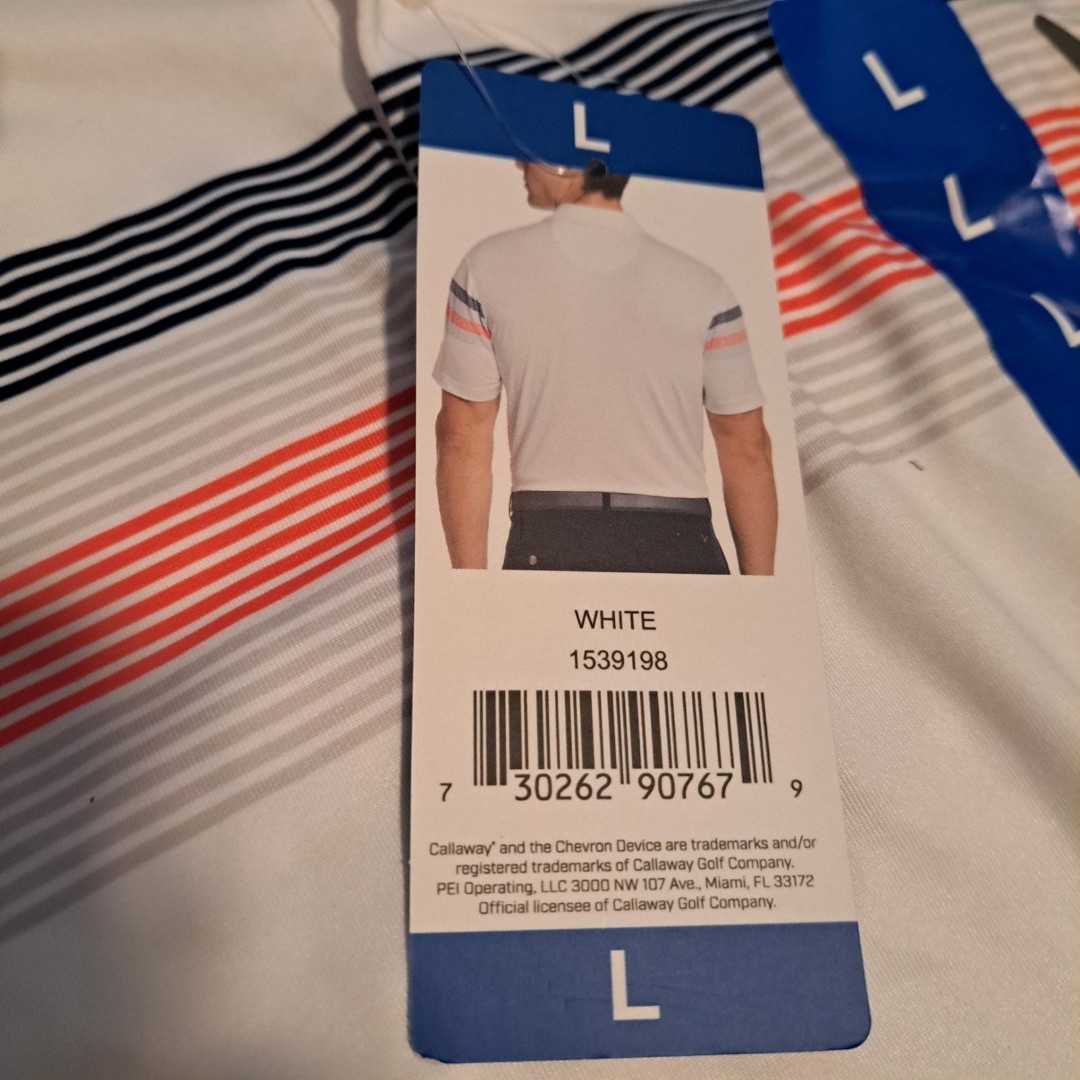 L
L
L
L
WHITE
1539198
7 30262 90767 9
Callaway® and the Chevron Device are trademarks and/or
registered trademarks of Callaway Golf Company.
PEI Operating, LLC 3000 NW 107 Ave., Miami, FL 33172
Official licensee of Callaway Golf Company.
L